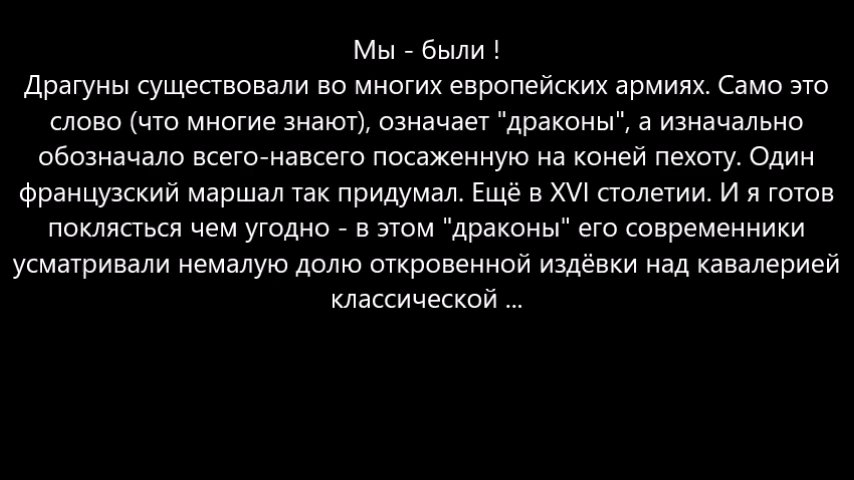 Мы - были !
Драгуны существовали во многих европейских армиях. Само это
слово (что многие знают), означает "драконы", а изначально
обозначало всего-навсего посаженную на коней пехоту. Один
французский маршал так придумал. Ещё в XVI столетии. И я готов
поклясться чем угодно - в этом "драконы" его современники
усматривали немалую долю откровенной издёвки над кавалерией
классической ...